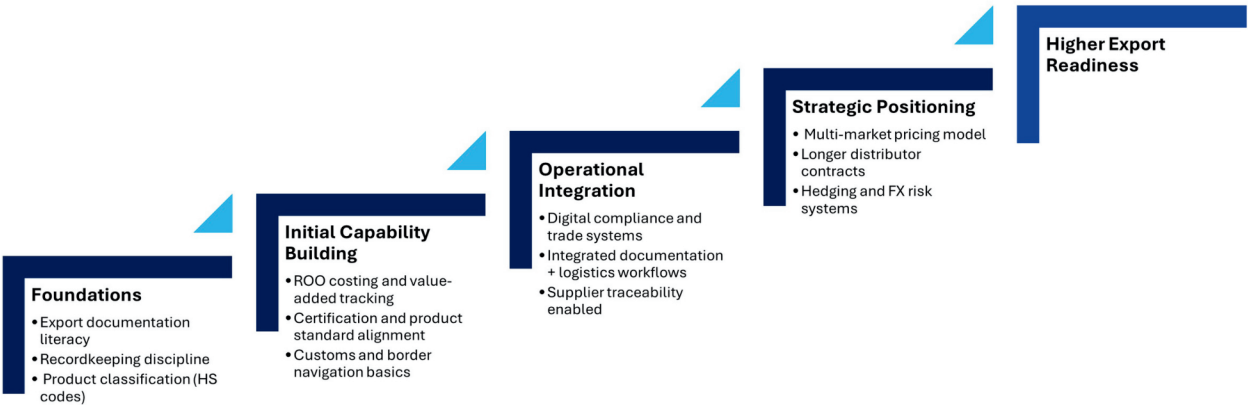 Foundations
• Export documentation
literacy
• Recordkeeping discipline
• Product classification (HS
codes)
Initial Capability
Building
• ROO costing and value-
added tracking
• Certification and product
standard alignment
• Customs and border
navigation basics
Operational
Integration
• Digital compliance and
trade systems
• Integrated documentation
+ logistics workflows
• Supplier traceability
enabled
Strategic Positioning
• Multi-market pricing model
• Longer distributor
contracts
• Hedging and FX risk
systems
Higher Export
Readiness